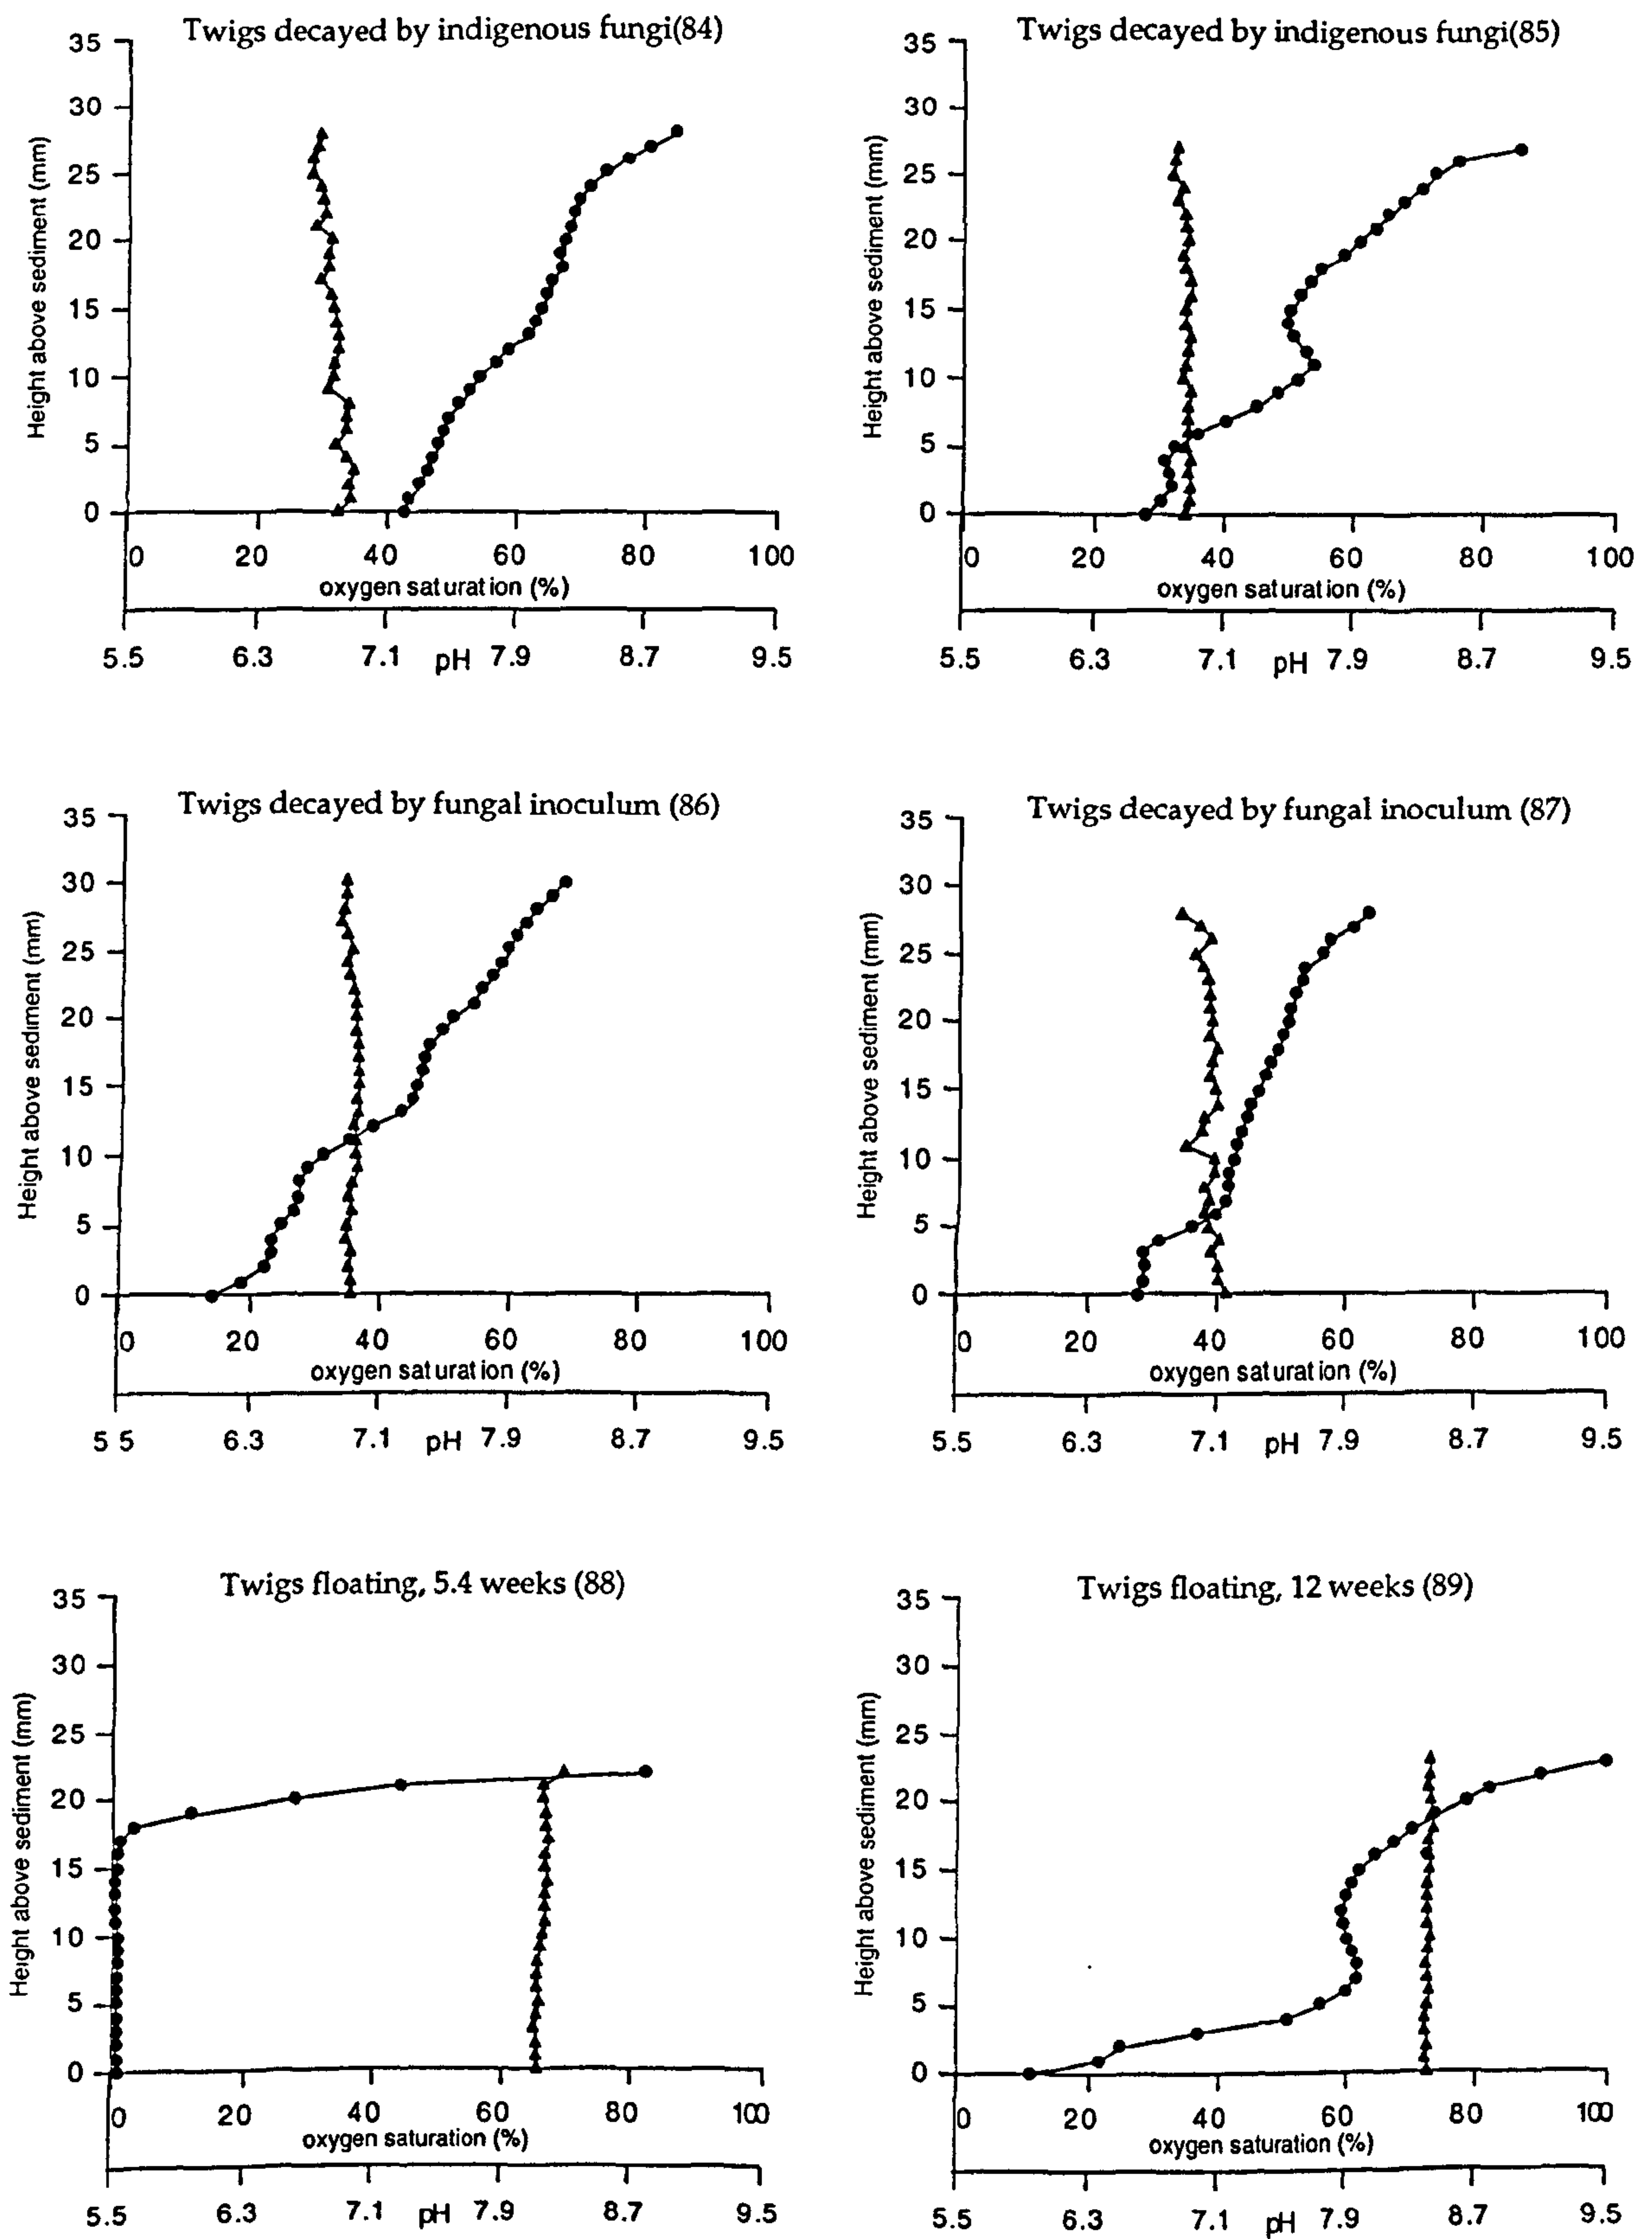 Twigs decayed by indigenous fungi(84)
35
30
25
20
15
10
5
0
Height above sediment (mm)
0 20 40 60 80 100
oxygen saturation (%)
5.5 6.3 7.1 pH 7.9 8.7 9.5
Twigs decayed by indigenous fungi(85)
35
30
25
20
15
10
5
0
Height above sediment (mm)
0 20 40 60 80 100
oxygen saturation (%)
5.5 6.3 7.1 pH 7.9 8.7 9.5
Twigs decayed by fungal inoculum (86)
35
30
25
20
15
10
5
0
Height above sediment (mm)
0 20 40 60 80 100
oxygen saturation (%)
5 5 6.3 7.1 pH 7.9 8.7 9.5
Twigs decayed by fungal inoculum (87)
35
30
25
20
15
10
5
0
Height above sediment (mm)
0 20 40 60 80 100
oxygen saturation (%)
5.5 6.3 7.1 pH 7.9 8.7 9.5
Twigs floating, 5.4 weeks (88)
35
30
25
20
15
10
5
0
Height above sediment (mm)
0 20 40 60 80 100
oxygen saturation (%)
5.5 6.3 7.1 pH 7.9 8.7 9.5
Twigs floating, 12 weeks (89)
35
30
25
20
15
10
5
0
Height above sediment (mm)
0 20 40 60 80 100
oxygen saturation (%)
5.5 6.3 7.1 pH 7.9 8.7 9.5